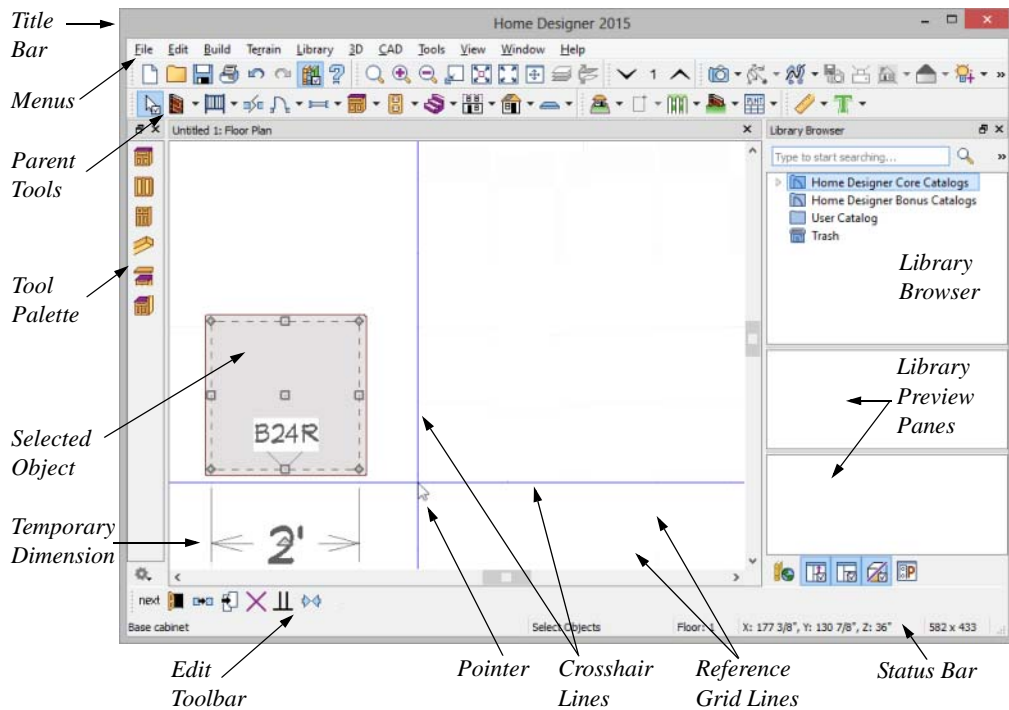 Title
Bar
Home Designer 2015
File Edit Build Terrain Library 3D CAD Tools View Window Help
Menus
1
Parent
Tools
Untitled 1: Floor Plan
Library Browser
Type to start searching...
Home Designer Core Catalogs
Home Designer Bonus Catalogs
User Catalog
Trash
Library
Browser
Tool
Palette
Library
Preview
Panes
B24R
Selected
Object
Temporary
Dimension
2'
next
Base cabinet
Select Objects
Floor: 1
X: 177 3/8", Y: 130 7/8", Z: 36"
582 x 433
Edit
Toolbar
Pointer
Crosshair
Lines
Reference
Grid Lines
Status Bar